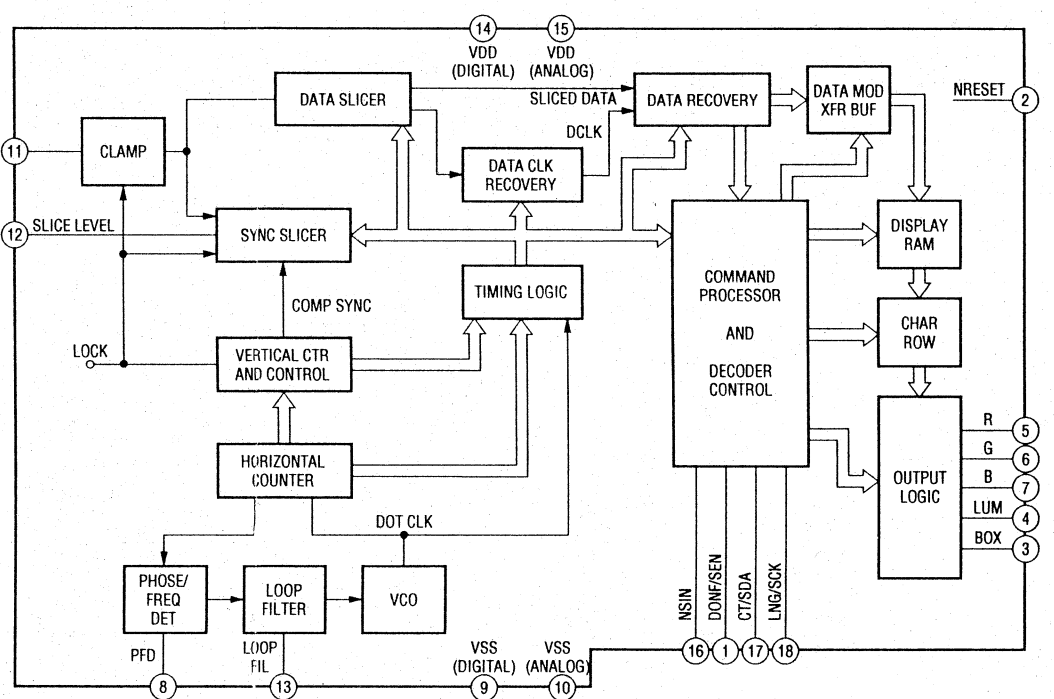 14
15
VDD
(DIGITAL)
VDD
(ANALOG)
NRESET
2
DATA SLICER
SLICED DATA
DATA RECOVERY
DATA MOD
XFR BUF
11
CLAMP
DCLK
DATA CLK
RECOVERY
12
SLICE LEVEL
SYNC SLICER
DISPLAY
RAM
TIMING LOGIC
COMMAND
PROCESSOR
AND
DECODER
CONTROL
COMP SYNC
CHAR
ROW
LOCK
VERTICAL CTR
AND CONTROL
HORIZONTAL
COUNTER
OUTPUT
LOGIC
R
5
G
6
B
7
LUM
4
BOX
3
DOT CLK
PHOSE/
FREQ
DET
LOOP
FILTER
VCO
NSIN
DONF/SEN
CT/SDA
LNG/SCK
16
1
17
18
PFD
LOOP
FIL
VSS
(DIGITAL)
VSS
(ANALOG)
8
13
9
10